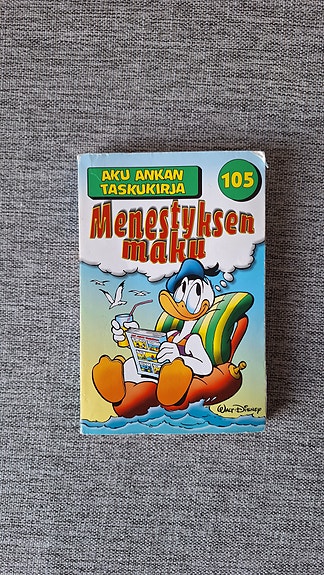 AKU ANKAN
TASKUKIRJA
105
Menestyksen
maku
WALT DISNEY